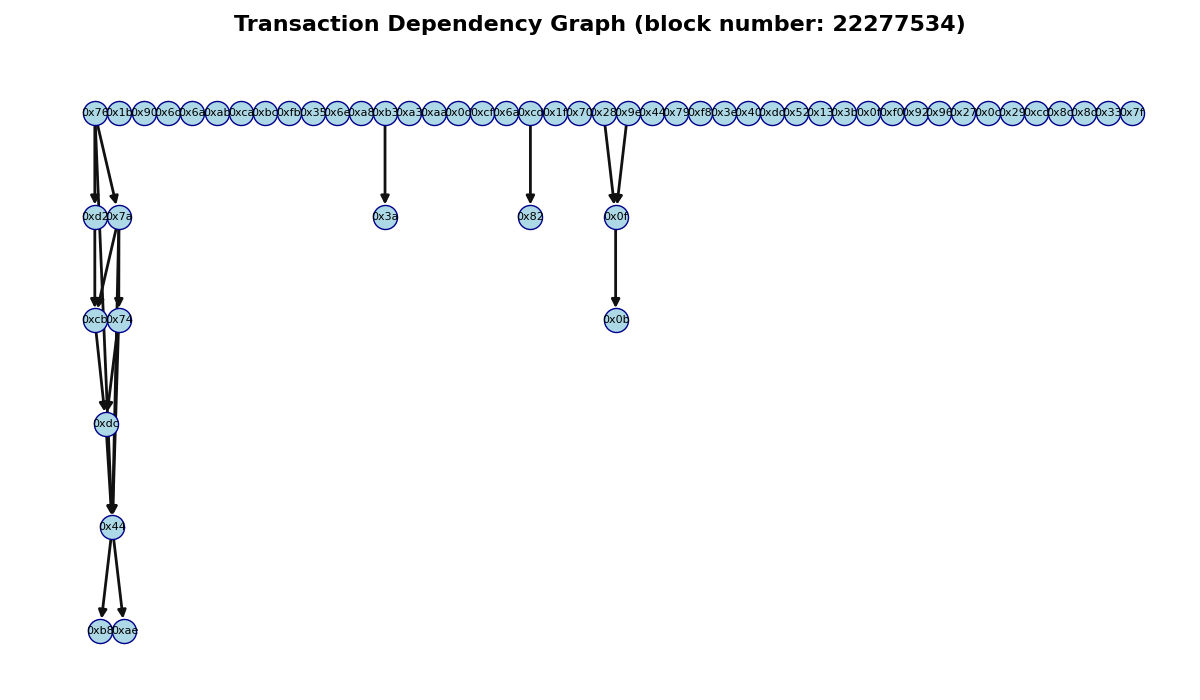 Transaction Dependency Graph (block number: 22277534)
0x76 0x1b 0x90 0x6d 0x6a 0xab 0xca 0xbc 0xfb 0x35 0x6e 0xa8 0xb3 0xa3 0xaa 0x0d 0xcf 0x6a 0xcd 0x1f 0x70 0x28 0x9e 0x44 0x79 0xf8 0x3e 0x40 0xdd 0x52 0x13 0x3b 0x0f 0xf0 0x92 0x96 0x27 0x0c 0x29 0xcc 0x8d 0x8d 0x33 0x7f
0xd2 0x7a 0x3a 0x82 0x0f
0xcb 0x74 0x0b
0xdc
0x44
0xb8 0xae